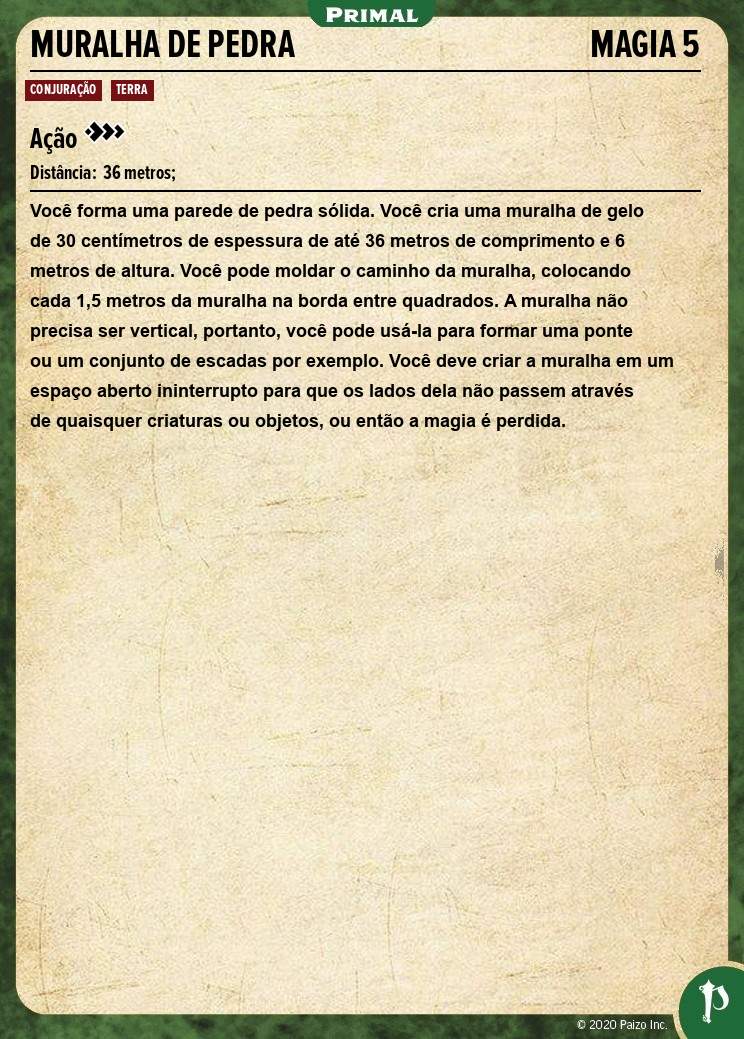 PRIMAL
MURALHA DE PEDRA MAGIA 5
CONJURAÇÃO TERRA
Ação
Distância: 36 metros;
Você forma uma parede de pedra sólida. Você cria uma muralha de gelo
de 30 centímetros de espessura de até 36 metros de comprimento e 6
metros de altura. Você pode moldar o caminho da muralha, colocando
cada 1,5 metros da muralha na borda entre quadrados. A muralha não
precisa ser vertical, portanto, você pode usá-la para formar uma ponte
ou um conjunto de escadas por exemplo. Você deve criar a muralha em um
espaço aberto ininterrupto para que os lados dela não passem através
de quaisquer criaturas ou objetos, ou então a magia é perdida.
© 2020 Paizo Inc.
P